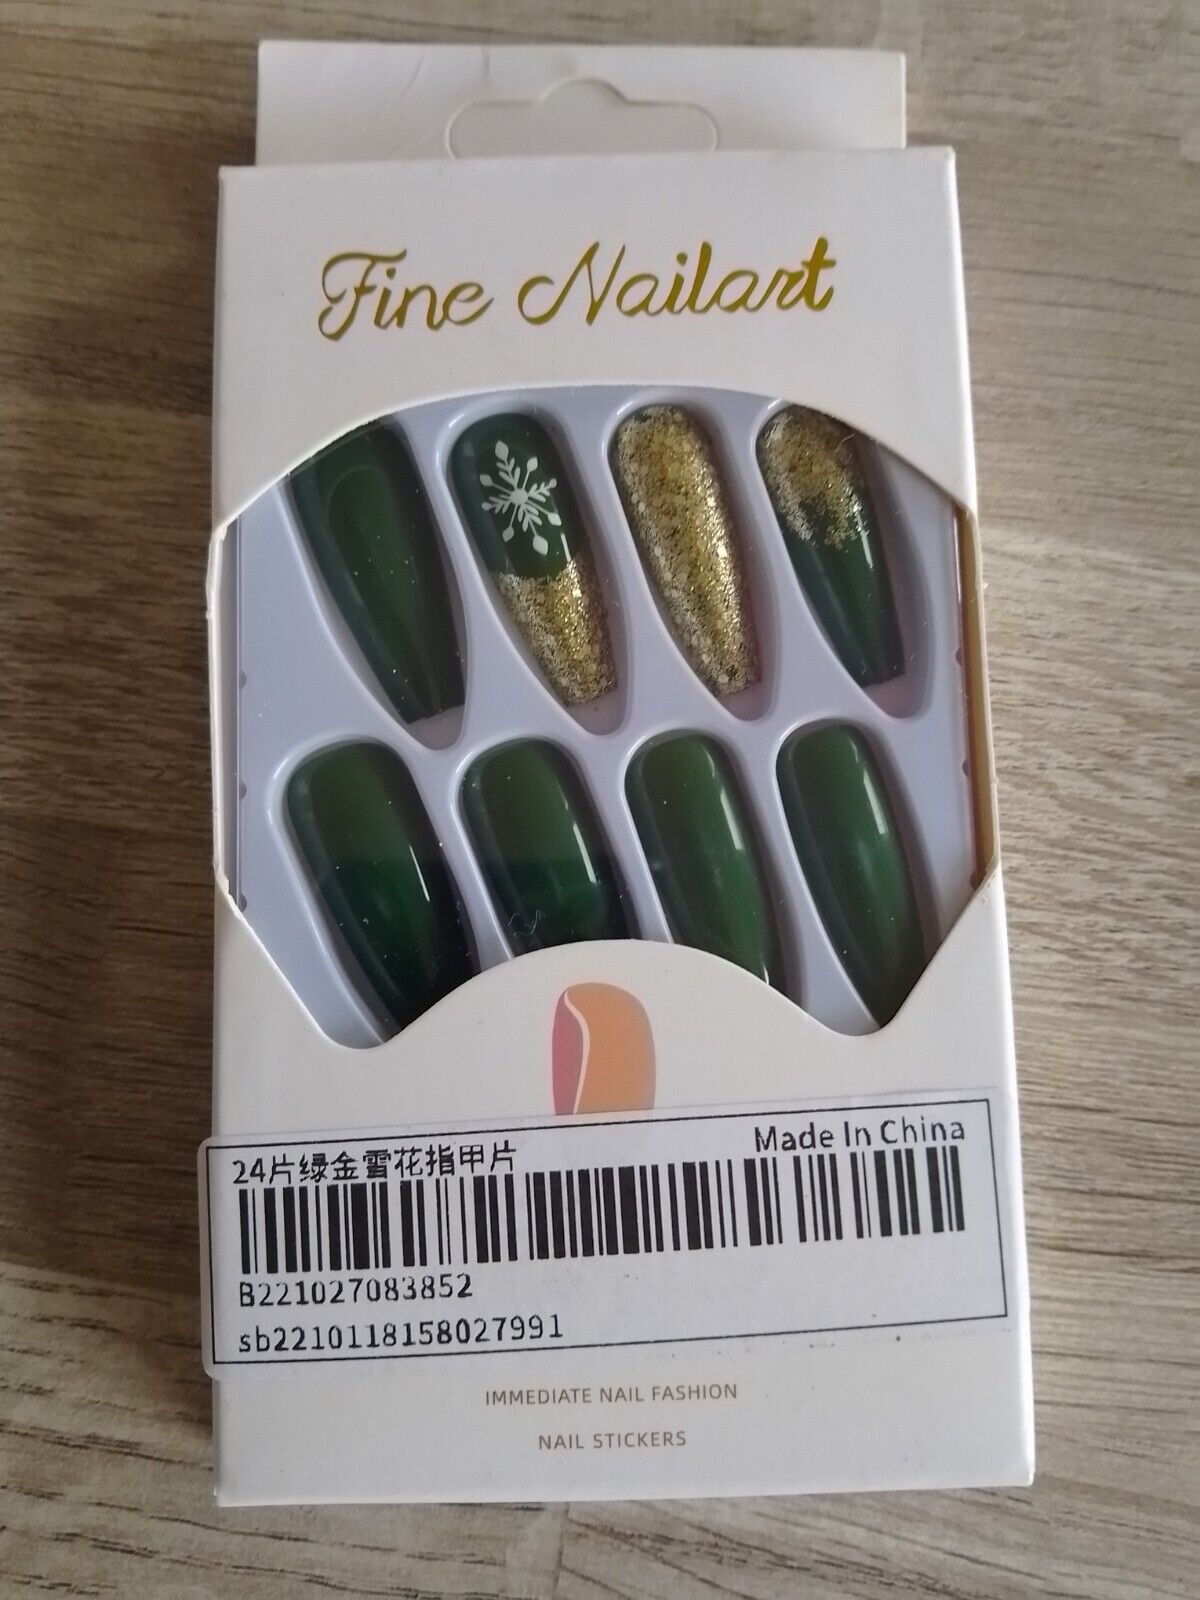 Fine Nailart
24片绿金雪花指甲片
Made In China
B221027083852
sb2210118158027991
IMMEDIATE NAIL FASHION
NAIL STICKERS